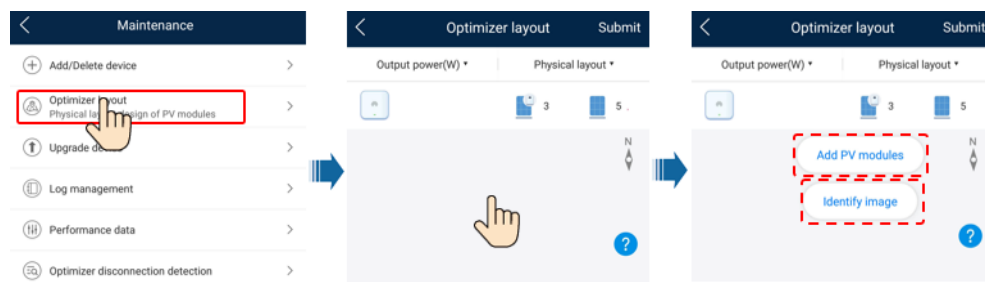 Maintenance
Add/Delete device
Optimizer layout
Physical layout design of PV modules
Upgrade device
Log management
Performance data
Optimizer disconnection detection
Optimizer layout Submit
Output power(W) Physical layout
3 5
N
?
Optimizer layout Submit
Output power(W) Physical layout
3 5
N
Add PV modules
Identify image
?